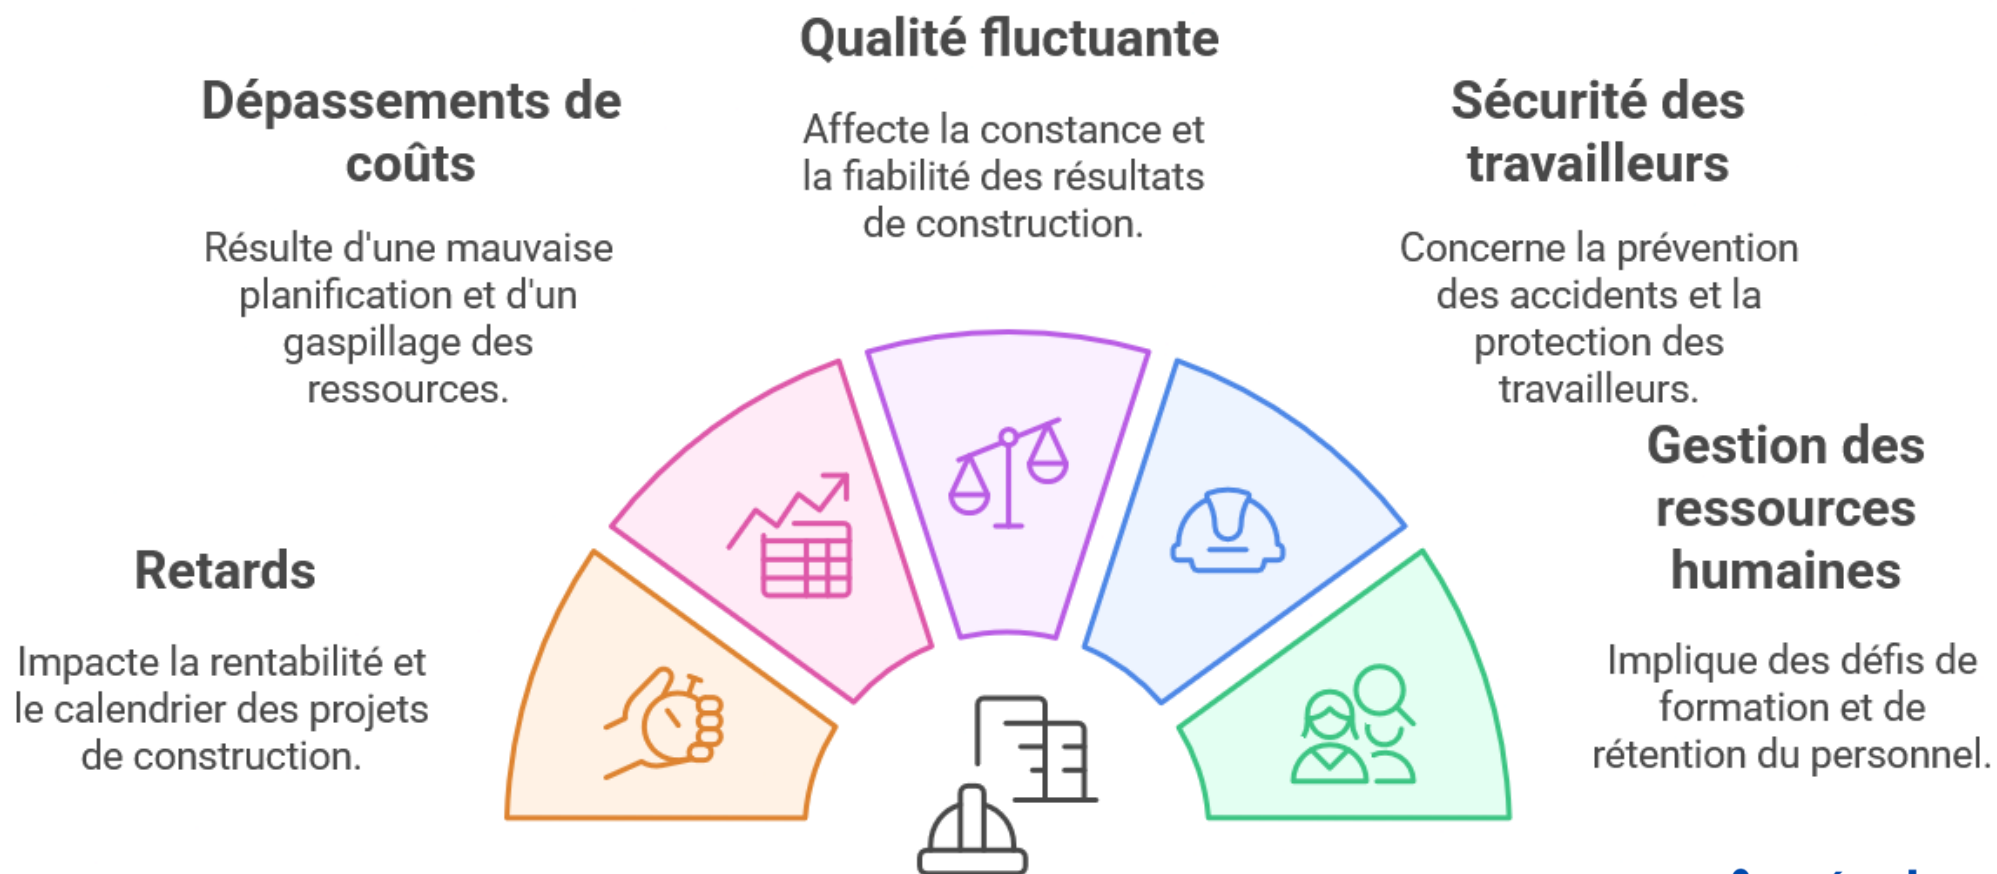 Qualité fluctuante
Affecte la constance et
la fiabilité des résultats
de construction.
Dépassements de
coûts
Résulte d'une mauvaise
planification et d'un
gaspillage des
ressources.
Sécurité des
travailleurs
Concerne la prévention
des accidents et la
protection des
travailleurs.
Retards
Impacte la rentabilité et
le calendrier des projets
de construction.
Gestion des
ressources
humaines
Implique des défis de
formation et de
rétention du personnel.